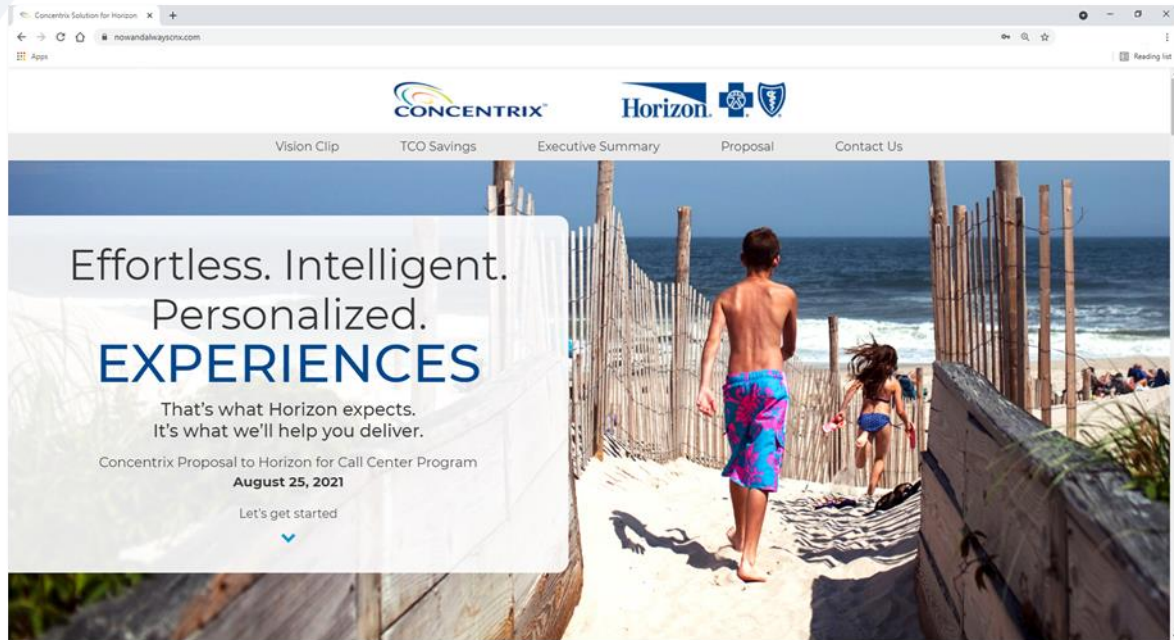 Concentrix Solution for Horizon
nowandalwayscnx.com
Apps
Reading list
CONCENTRIX
Horizon
Vision Clip TCO Savings Executive Summary Proposal Contact Us
Effortless. Intelligent.
Personalized.
EXPERIENCES
That's what Horizon expects.
It's what we'll help you deliver.
Concentrix Proposal to Horizon for Call Center Program
August 25, 2021
Let's get started